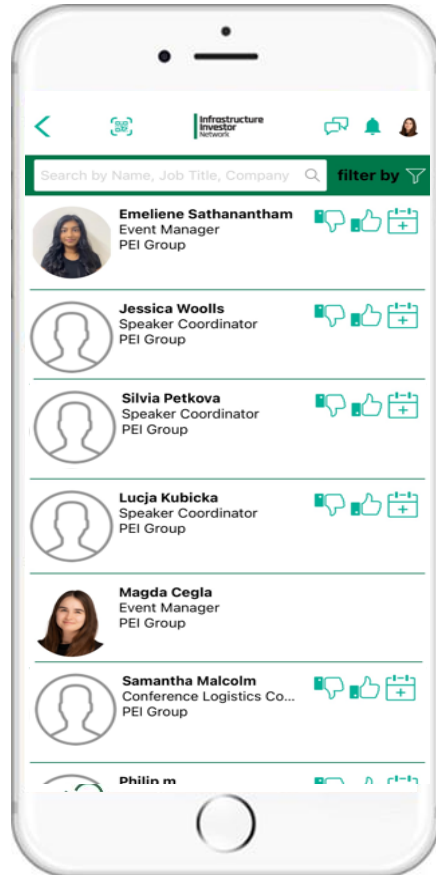 Infrastructure
Investor
Network
Search by Name, Job Title, Company
filter by
Emeliene Sathanantham
Event Manager
PEI Group
Jessica Woolls
Speaker Coordinator
PEI Group
Silvia Petkova
Speaker Coordinator
PEI Group
Lucja Kubicka
Speaker Coordinator
PEI Group
Magda Cegla
Event Manager
PEI Group
Samantha Malcolm
Conference Logistics Co...
PEI Group
Philip m